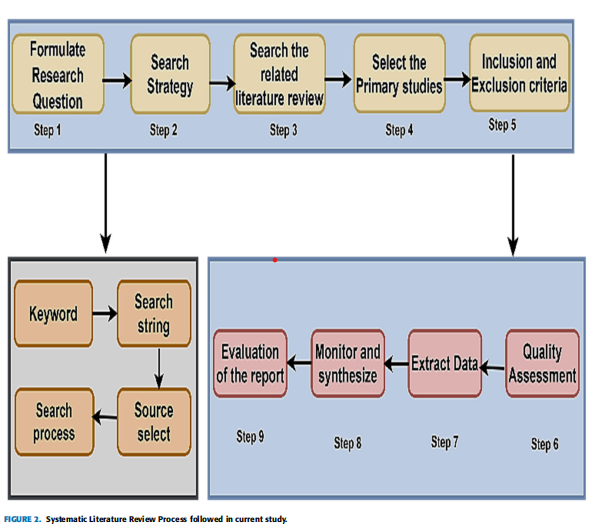 Formulate
Research
Question
Search
Strategy
Search the
related
literature review
Select the
Primary studies
Inclusion and
Exclusion criteria
Step 1
Step 2
Step 3
Step 4
Step 5
Keyword
Search
string
Search
process
Source
select
Evaluation
of the report
Monitor and
synthesize
Extract Data
Quality
Assessment
Step 9
Step 8
Step 7
Step 6
FIGURE 2. Systematic Literature Review Process followed in current study.